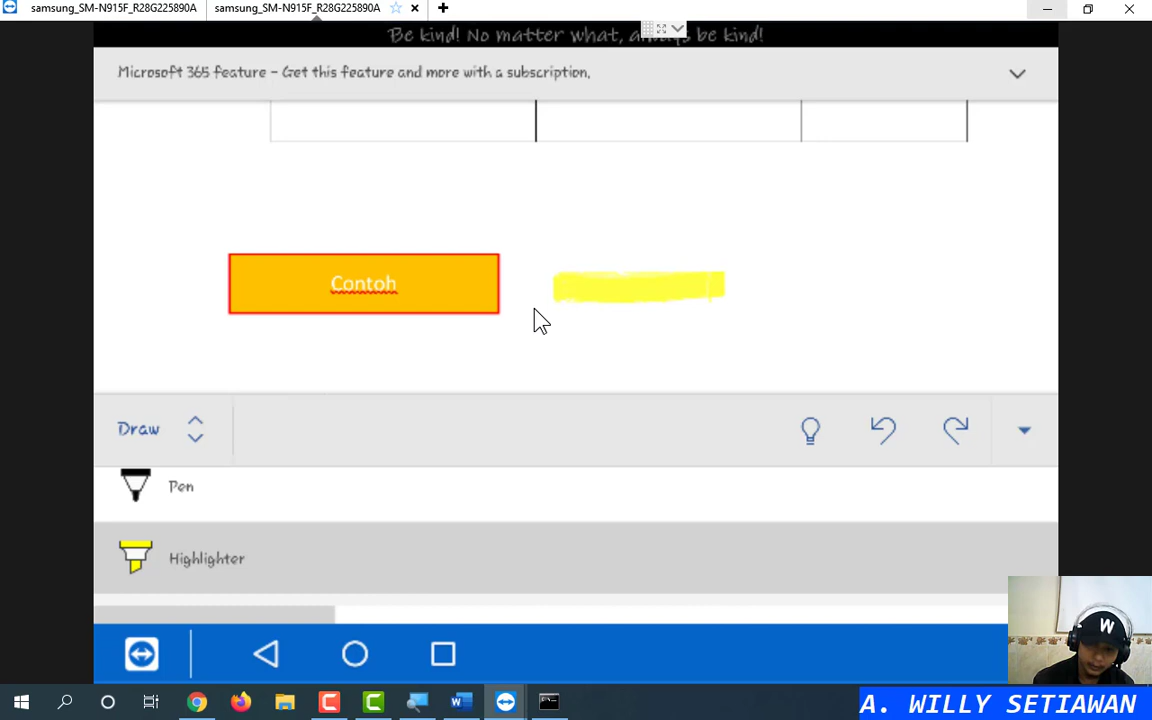 samsung_SM-N915F_R28G225890A
samsung_SM-N915F_R28G225890A
Be kind! No matter what, always be kind!
Microsoft 365 feature - Get this feature and more with a subscription.
Contoh
Draw
Pen
Highlighter
W
A. WILLY SETIAWAN